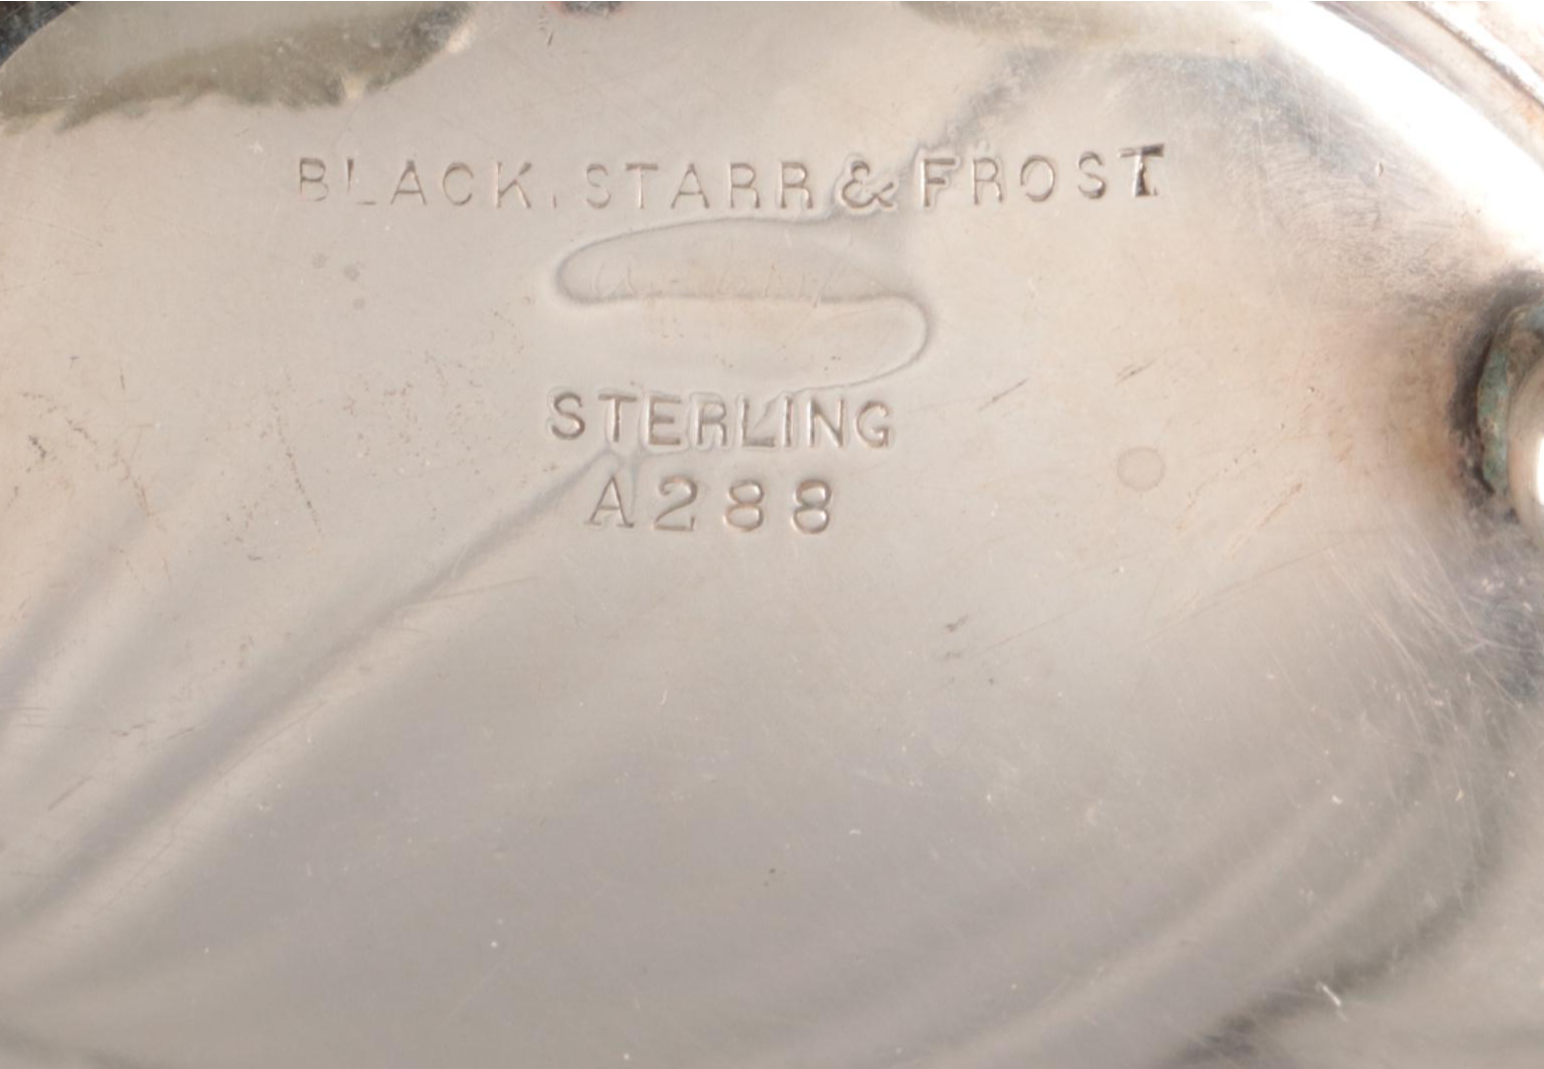 BLACK, STARR & FROST
STERLING
A288